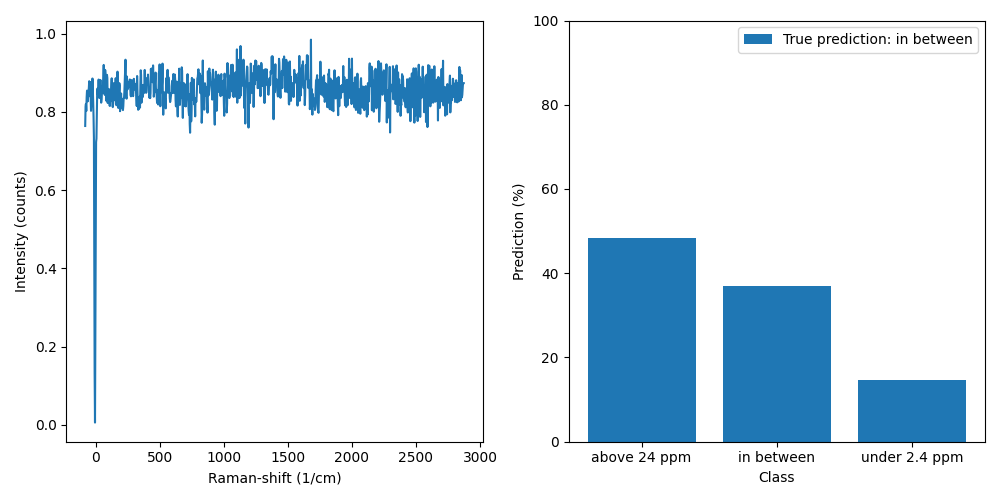 1.0
0.8
0.6
0.4
0.2
0.0
Intensity (counts)
0 500 1000 1500 2000 2500 3000
Raman-shift (1/cm)
100
80
60
40
20
0
Prediction (%)
True prediction: in between
above 24 ppm in between under 2.4 ppm
Class